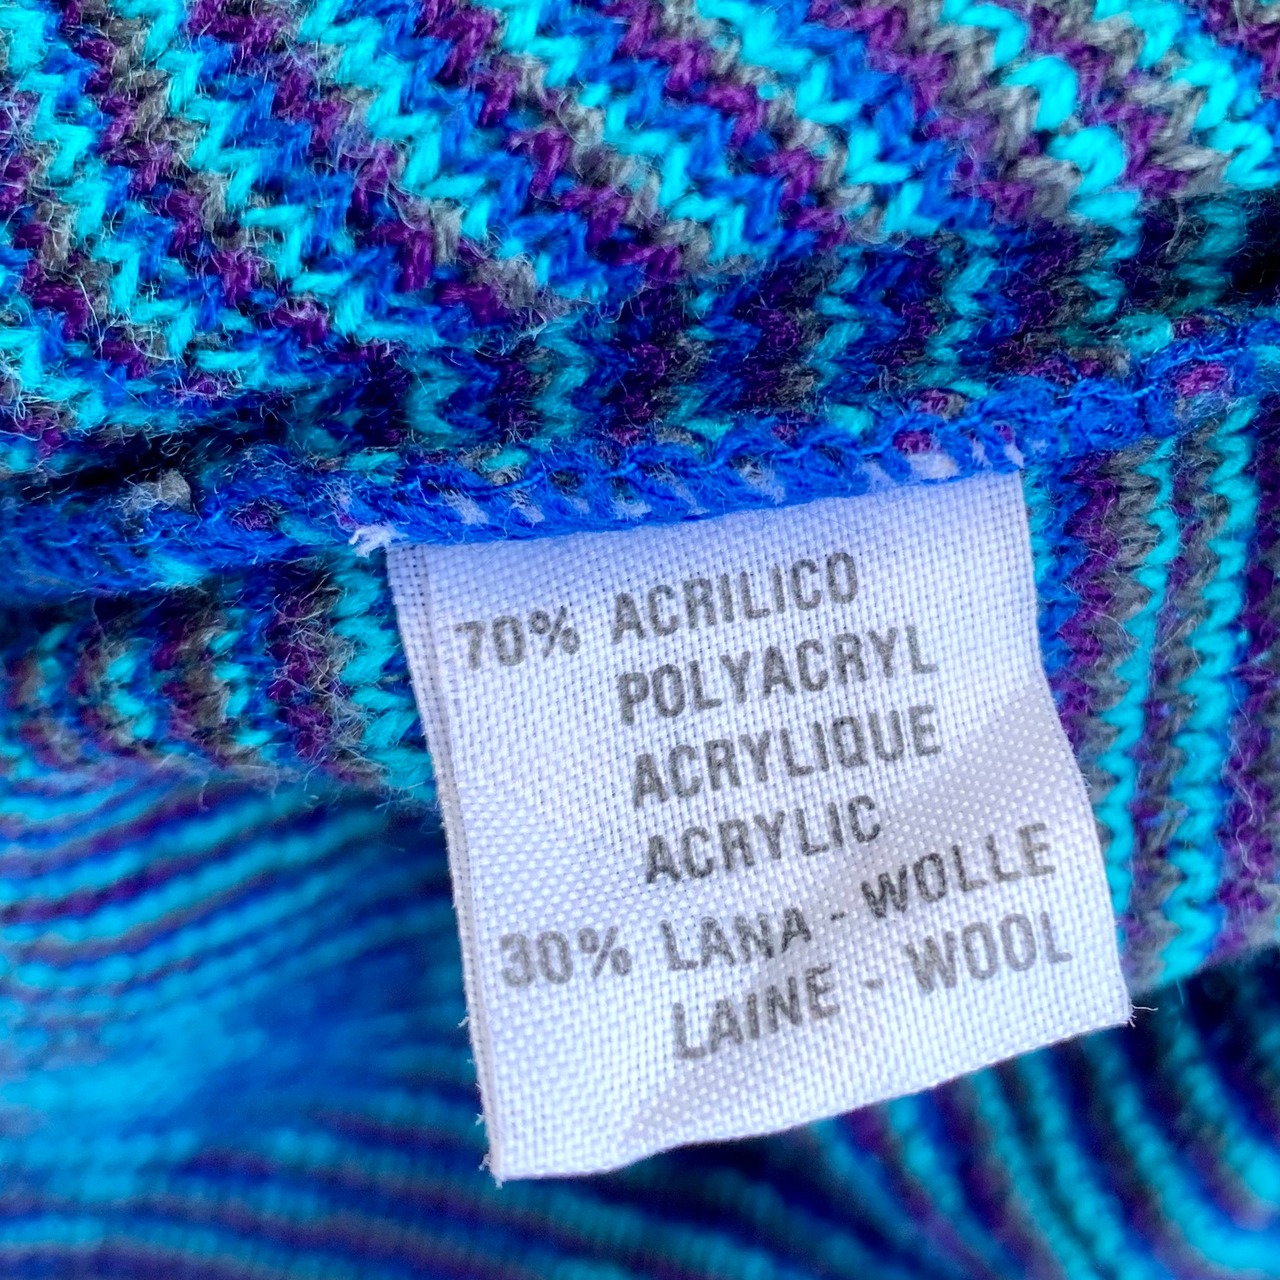 70% ACRILICO
POLYACRYL
ACRYLIQUE
ACRYLIC
30% LANA - WOLLE
LAINE - WOOL